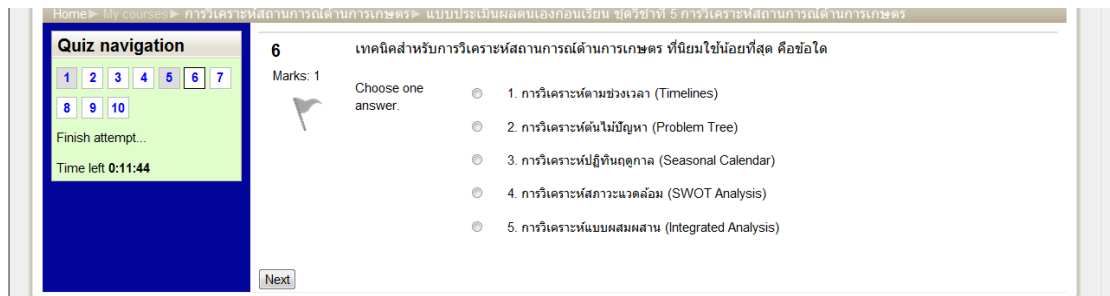 Home► My courses► การวิเคราะห์สถานการณ์ด้านการเกษตร► แบบประเมินผลตนเองก่อนเรียน ชุดวิชาที่ 5 การวิเคราะห์สถานการณ์ด้านการเกษตร
Quiz navigation
1 2 3 4 5 6 7
8 9 10
Finish attempt...
Time left 0:11:44
6
Marks: 1
เทคนิคสำหรับการวิเคราะห์สถานการณ์ด้านการเกษตร ที่นิยมใช้น้อยที่สุด คือข้อใด
Choose one
answer.
1. การวิเคราะห์ตามช่วงเวลา (Timelines)
2. การวิเคราะห์ต้นไม้ปัญหา (Problem Tree)
3. การวิเคราะห์ปฏิทินฤดูกาล (Seasonal Calendar)
4. การวิเคราะห์สภาวะแวดล้อม (SWOT Analysis)
5. การวิเคราะห์แบบผสมผสาน (Integrated Analysis)
Next